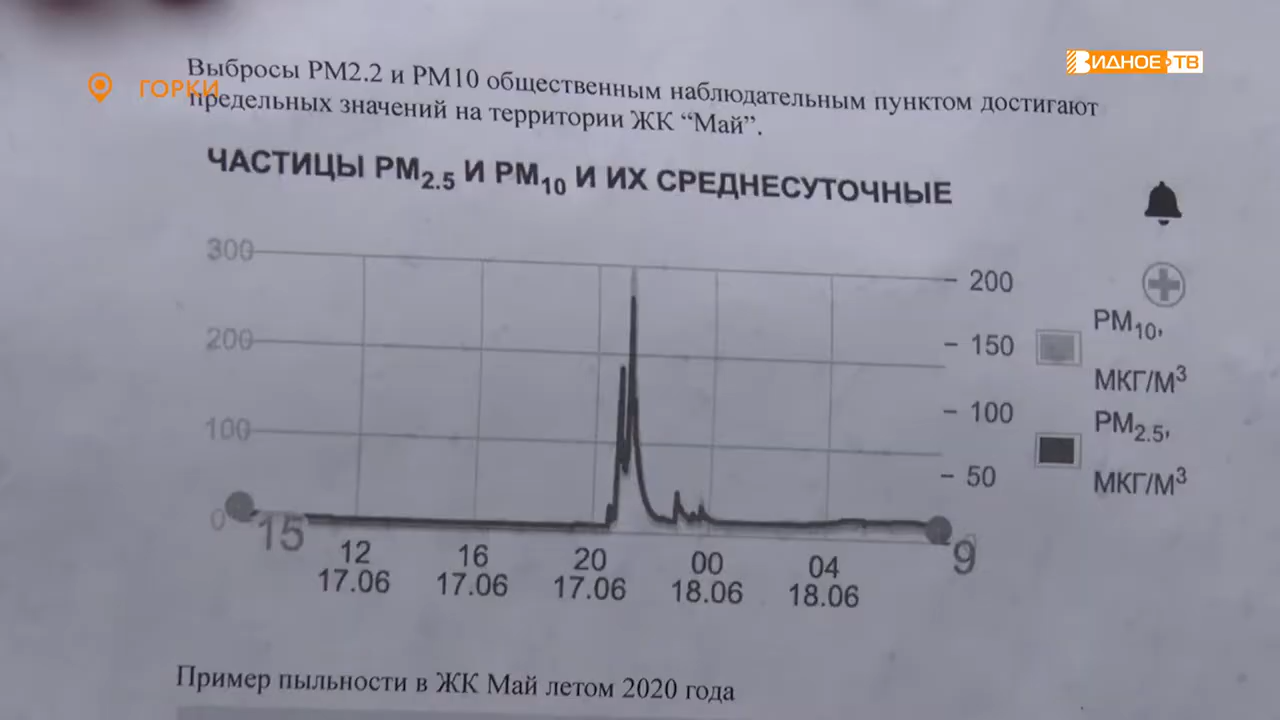 ВИДНОЕ·ТВ
ГОРКИ
Выбросы PM2.2 и PM10 общественным наблюдательным пунктом достигают
предельных значений на территории ЖК “Май”.
ЧАСТИЦЫ PM2.5 И PM10 И ИХ СРЕДНЕСУТОЧНЫЕ
300
200
100
0
200
150
100
50
PM10,
МКГ/М3
PM2.5,
МКГ/М3
15
9
12 16 20 00 04
17.06 17.06 17.06 18.06 18.06
Пример пыльности в ЖК Май летом 2020 года